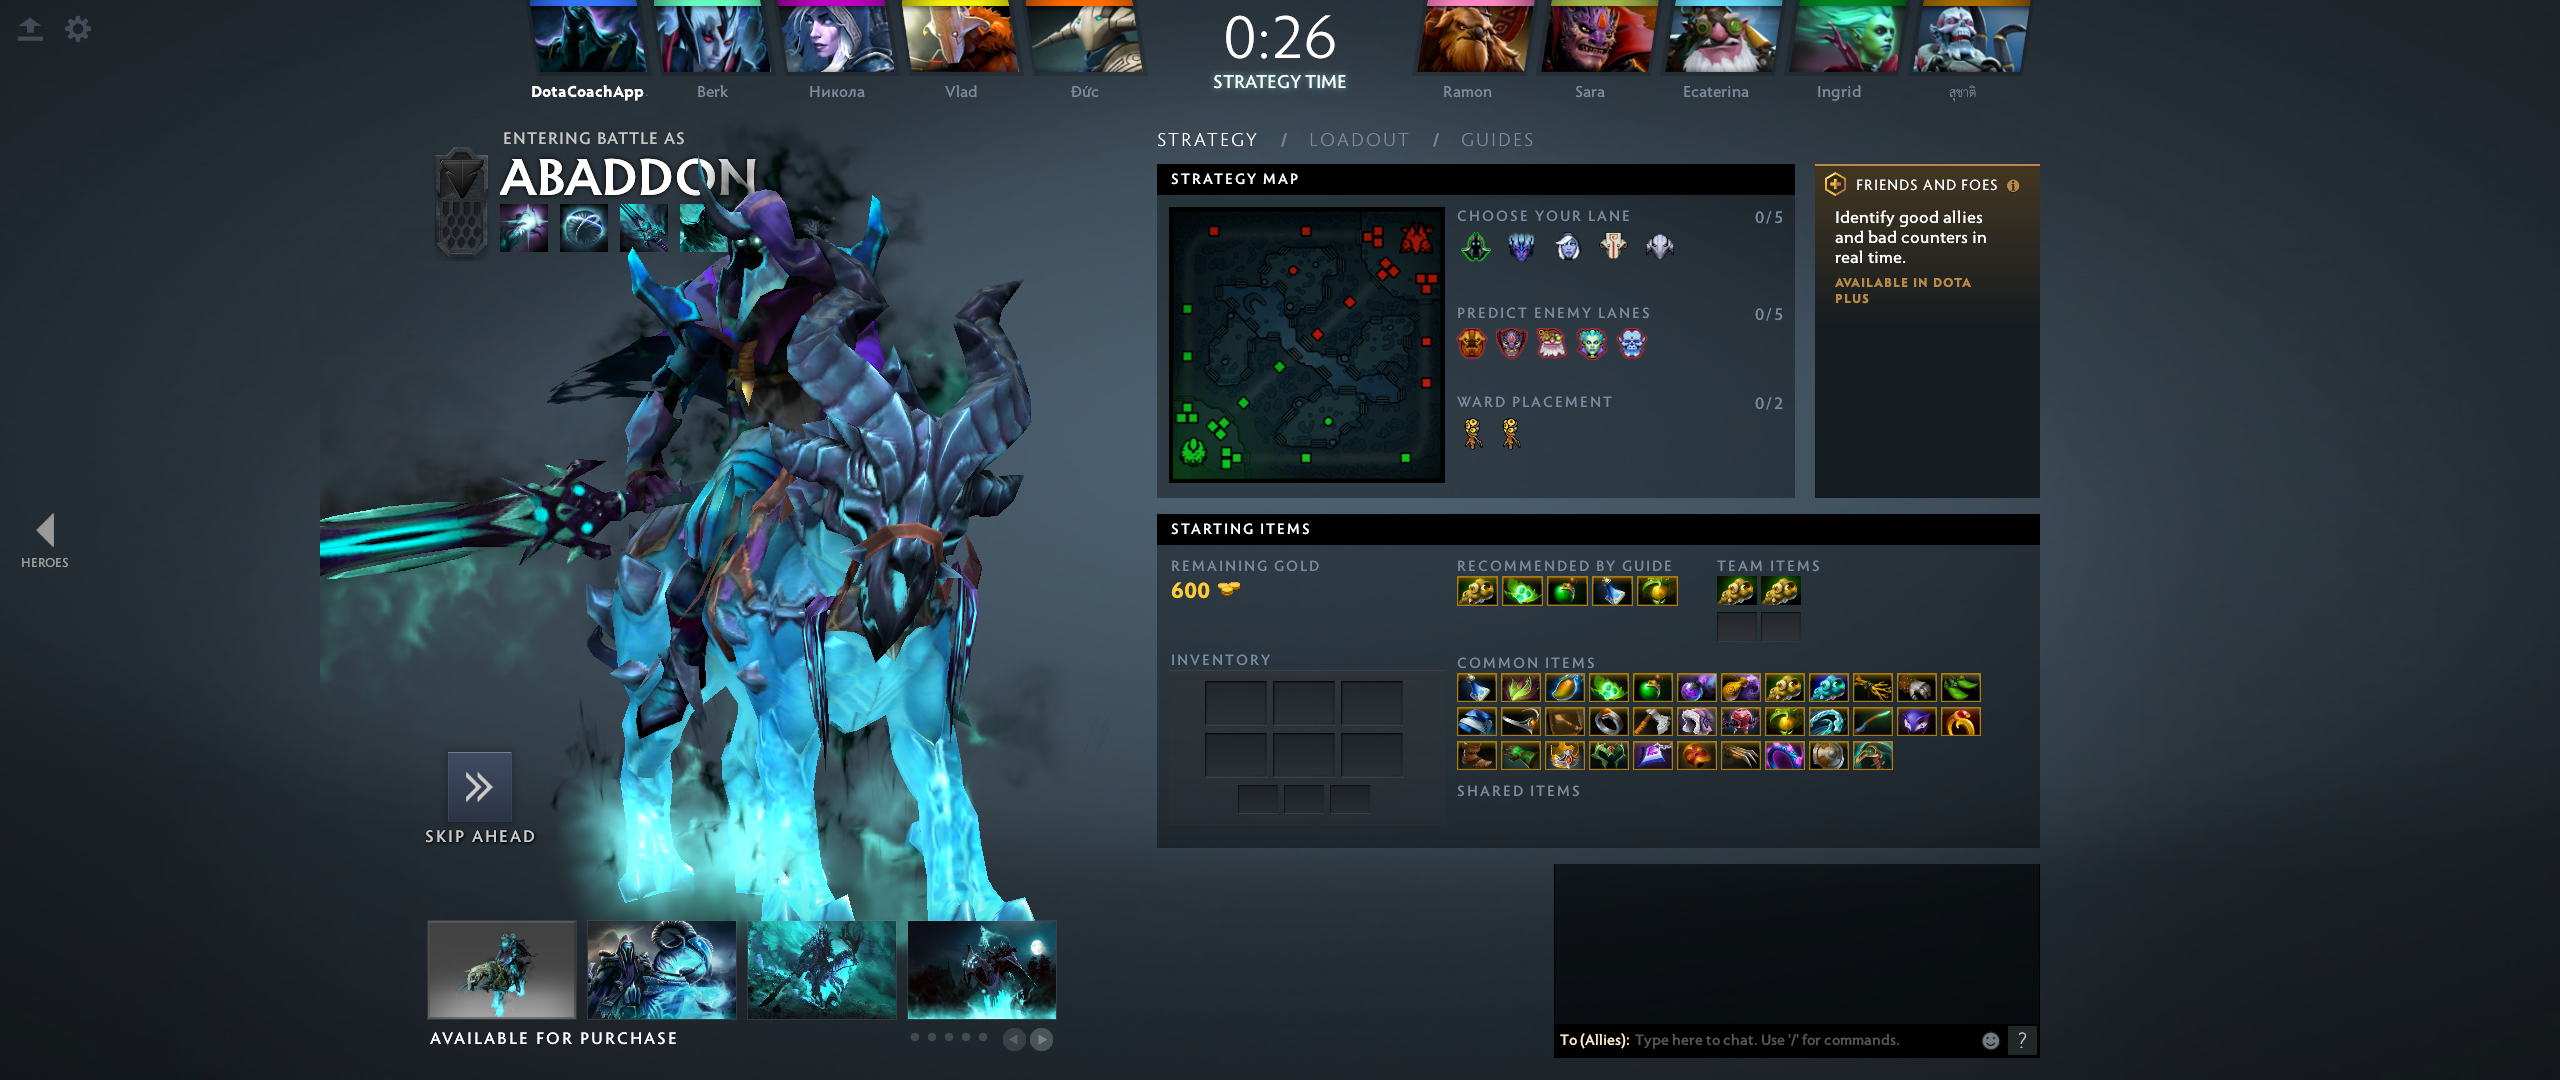 0:26
STRATEGY TIME
DotaCoachApp
Berk
Никола
Vlad
Đức
Ramon
Sara
Ecaterina
Ingrid
สุชาติ
ENTERING BATTLE AS
ABADDON
STRATEGY / LOADOUT / GUIDES
STRATEGY MAP
CHOOSE YOUR LANE 0/5
PREDICT ENEMY LANES 0/5
WARD PLACEMENT 0/2
FRIENDS AND FOES
Identify good allies
and bad counters in
real time.
AVAILABLE IN DOTA
PLUS
HEROES
STARTING ITEMS
REMAINING GOLD
600
RECOMMENDED BY GUIDE
TEAM ITEMS
INVENTORY
COMMON ITEMS
SHARED ITEMS
SKIP AHEAD
AVAILABLE FOR PURCHASE
To (Allies): Type here to chat. Use '/' for commands.
?